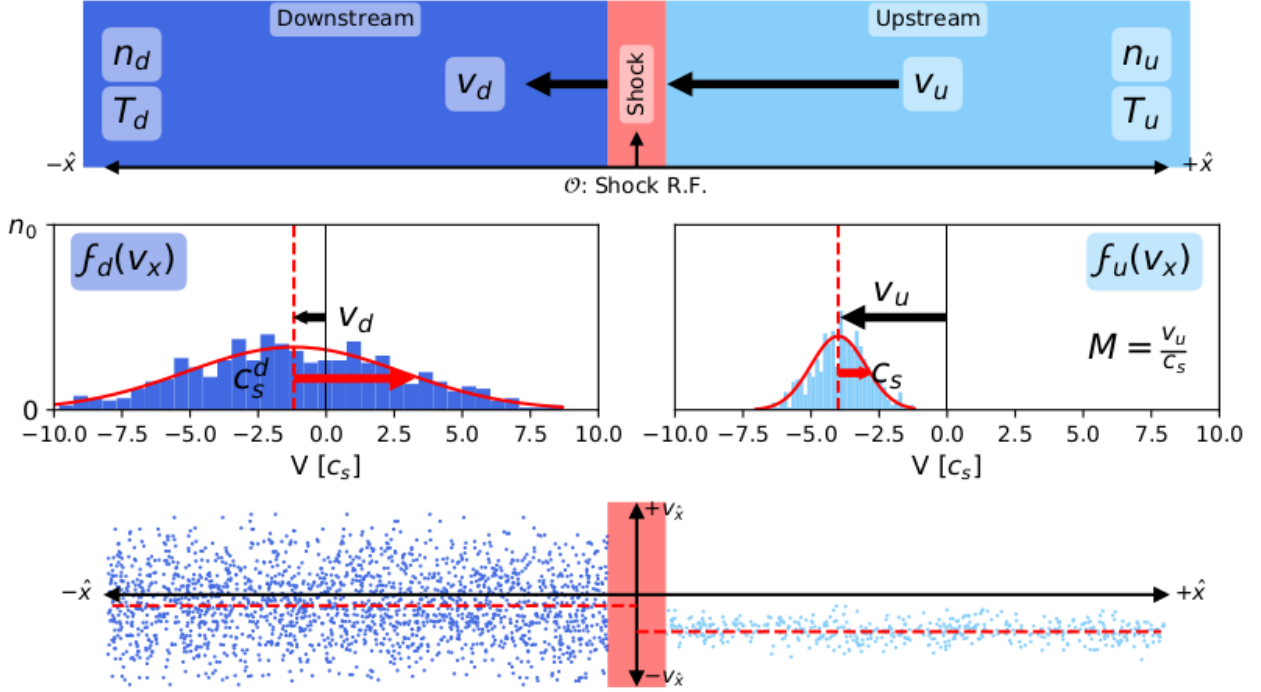 Downstream
Upstream
n_d
T_d
v_d
Shock
v_u
n_u
T_u
−x̂
+x̂
𝒪: Shock R.F.
n_0
0
f_d(v_x)
v_d
c_s^d
−10.0 −7.5 −5.0 −2.5 0.0 2.5 5.0 7.5 10.0
V [c_s]
f_u(v_x)
v_u
M = v_u/c_s
c_s
−10.0 −7.5 −5.0 −2.5 0.0 2.5 5.0 7.5 10.0
V [c_s]
+v_x̂
−x̂
+x̂
−v_x̂